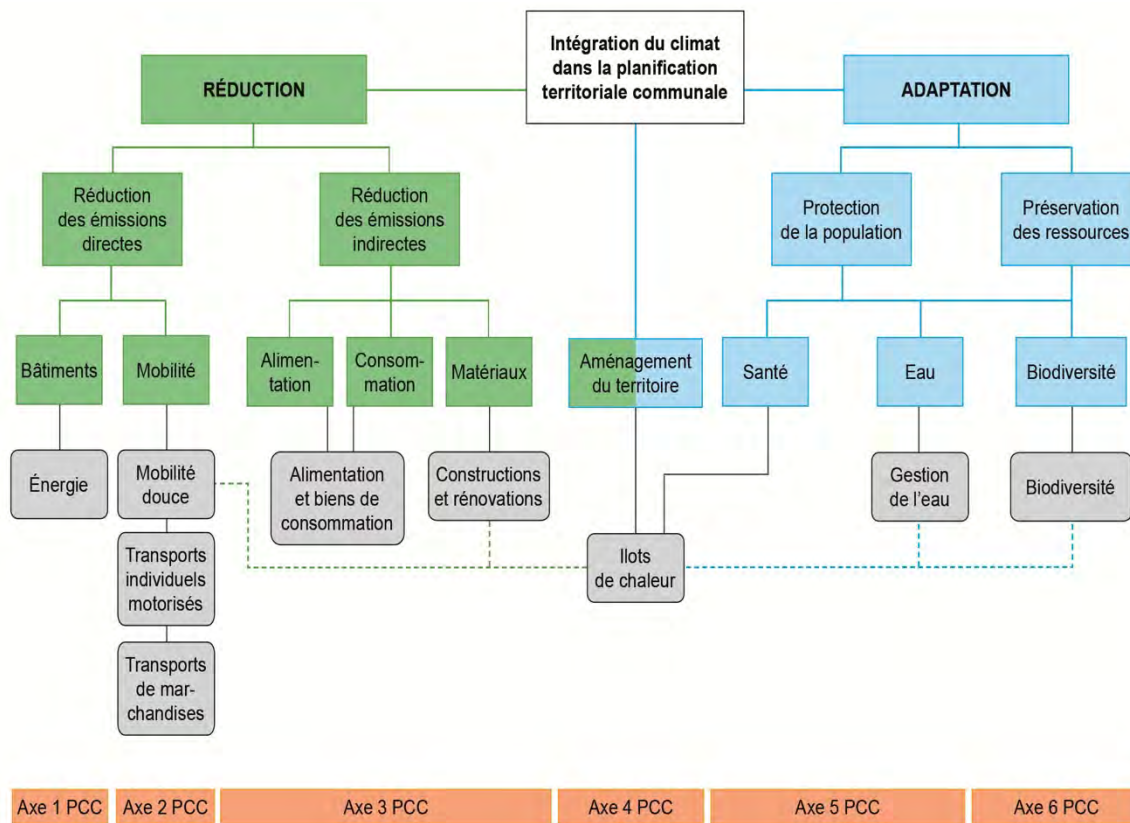 Intégration du climat
dans la planification
territoriale communale
RÉDUCTION
ADAPTATION
Réduction
des émissions
directes
Réduction
des émissions
indirectes
Protection
de la population
Préservation
des ressources
Bâtiments
Mobilité
Alimen-
tation
Consom-
mation
Matériaux
Aménagement
du territoire
Santé
Eau
Biodiversité
Énergie
Mobilité
douce
Alimentation
et biens de
consommation
Constructions
et rénovations
Gestion
de l'eau
Biodiversité
Transports
individuels
motorisés
Ilots
de chaleur
Transports
de mar-
chandises
Axe 1 PCC
Axe 2 PCC
Axe 3 PCC
Axe 4 PCC
Axe 5 PCC
Axe 6 PCC